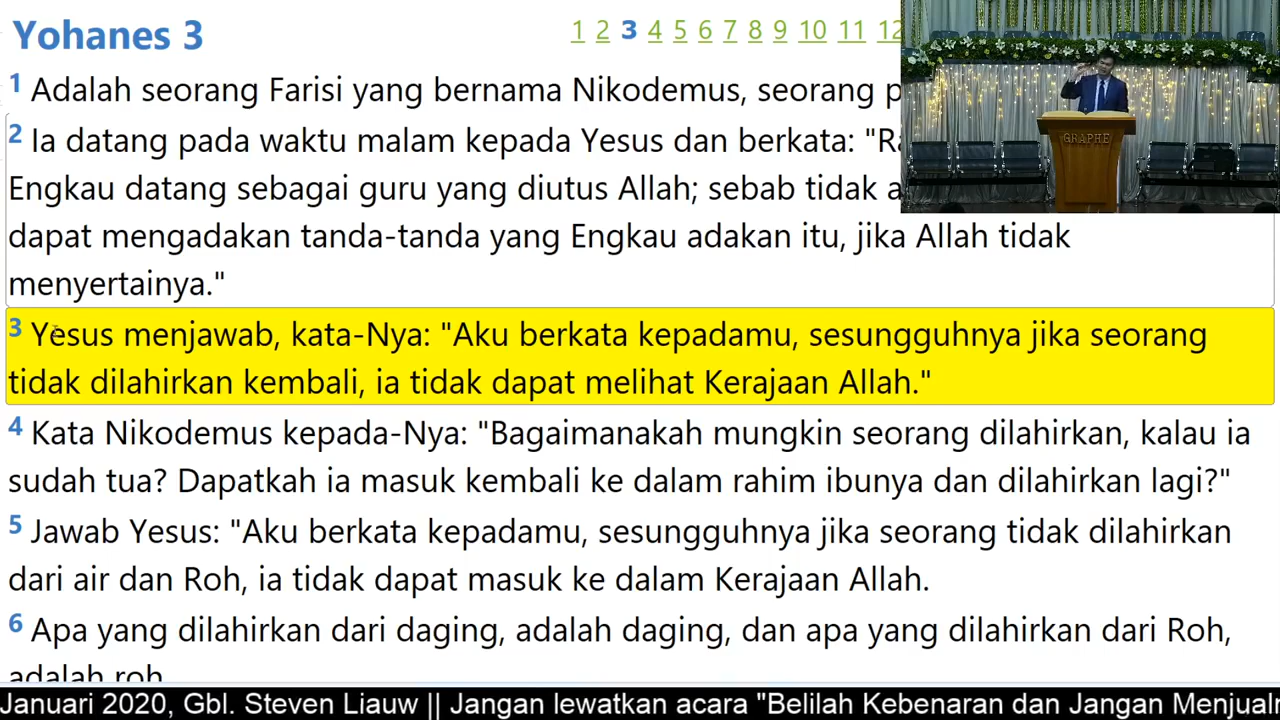 Yohanes 3
1 2 3 4 5 6 7 8 9 10 11 12
1 Adalah seorang Farisi yang bernama Nikodemus, seorang
2 Ia datang pada waktu malam kepada Yesus dan berkata: "
Engkau datang sebagai guru yang diutus Allah; sebab tidak
dapat mengadakan tanda-tanda yang Engkau adakan itu, jika Allah tidak
menyertainya."
3 Yesus menjawab, kata-Nya: "Aku berkata kepadamu, sesungguhnya jika seorang
tidak dilahirkan kembali, ia tidak dapat melihat Kerajaan Allah."
4 Kata Nikodemus kepada-Nya: "Bagaimanakah mungkin seorang dilahirkan, kalau ia
sudah tua? Dapatkah ia masuk kembali ke dalam rahim ibunya dan dilahirkan lagi?"
5 Jawab Yesus: "Aku berkata kepadamu, sesungguhnya jika seorang tidak dilahirkan
dari air dan Roh, ia tidak dapat masuk ke dalam Kerajaan Allah.
6 Apa yang dilahirkan dari daging, adalah daging, dan apa yang dilahirkan dari Roh,
adalah roh
GRAPHE
Januari 2020, Gbl. Steven Liauw || Jangan lewatkan acara "Belilah Kebenaran dan Jangan